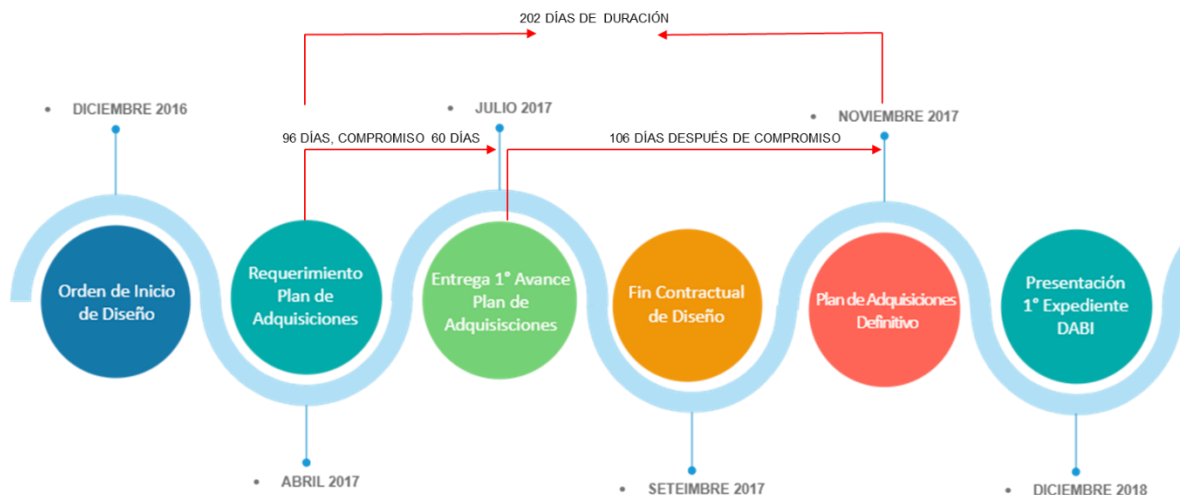 202 DÍAS DE DURACIÓN
• DICIEMBRE 2016
• JULIO 2017
• NOVIEMBRE 2017
96 DÍAS, COMPROMISO 60 DÍAS
106 DÍAS DESPUÉS DE COMPROMISO
Orden de Inicio
de Diseño
Requerimiento
Plan de
Adquisiciones
Entrega 1° Avance
Plan de
Adquisisciones
Fin Contractual
de Diseño
Plan de Adquisiciones
Definitivo
Presentación
1° Expediente
DABI
• ABRIL 2017
• SETEIMBRE 2017
• DICIEMBRE 2018